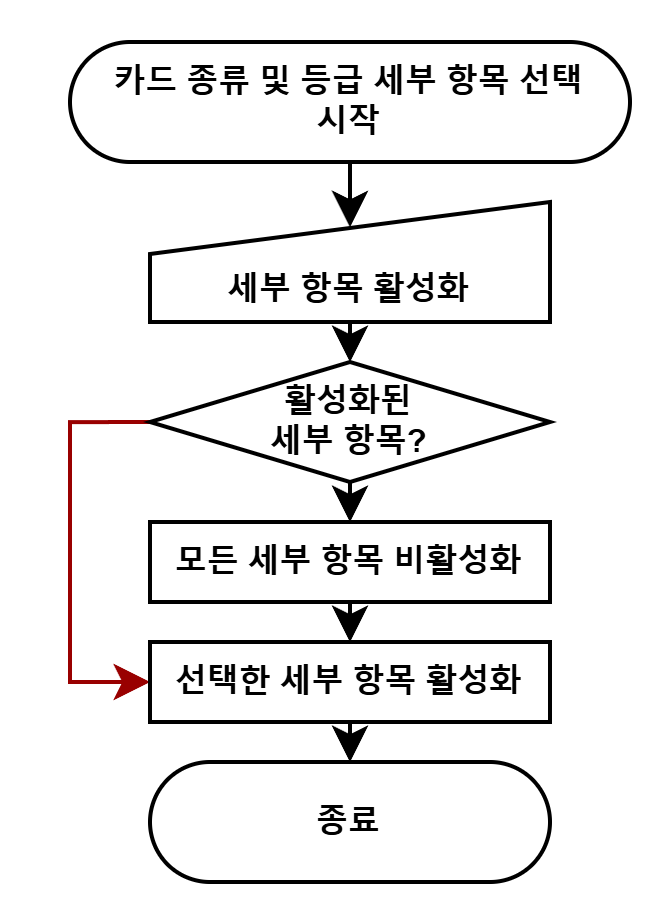 카드 종류 및 등급 세부 항목 선택
시작
세부 항목 활성화
활성화된
세부 항목?
모든 세부 항목 비활성화
선택한 세부 항목 활성화
종료